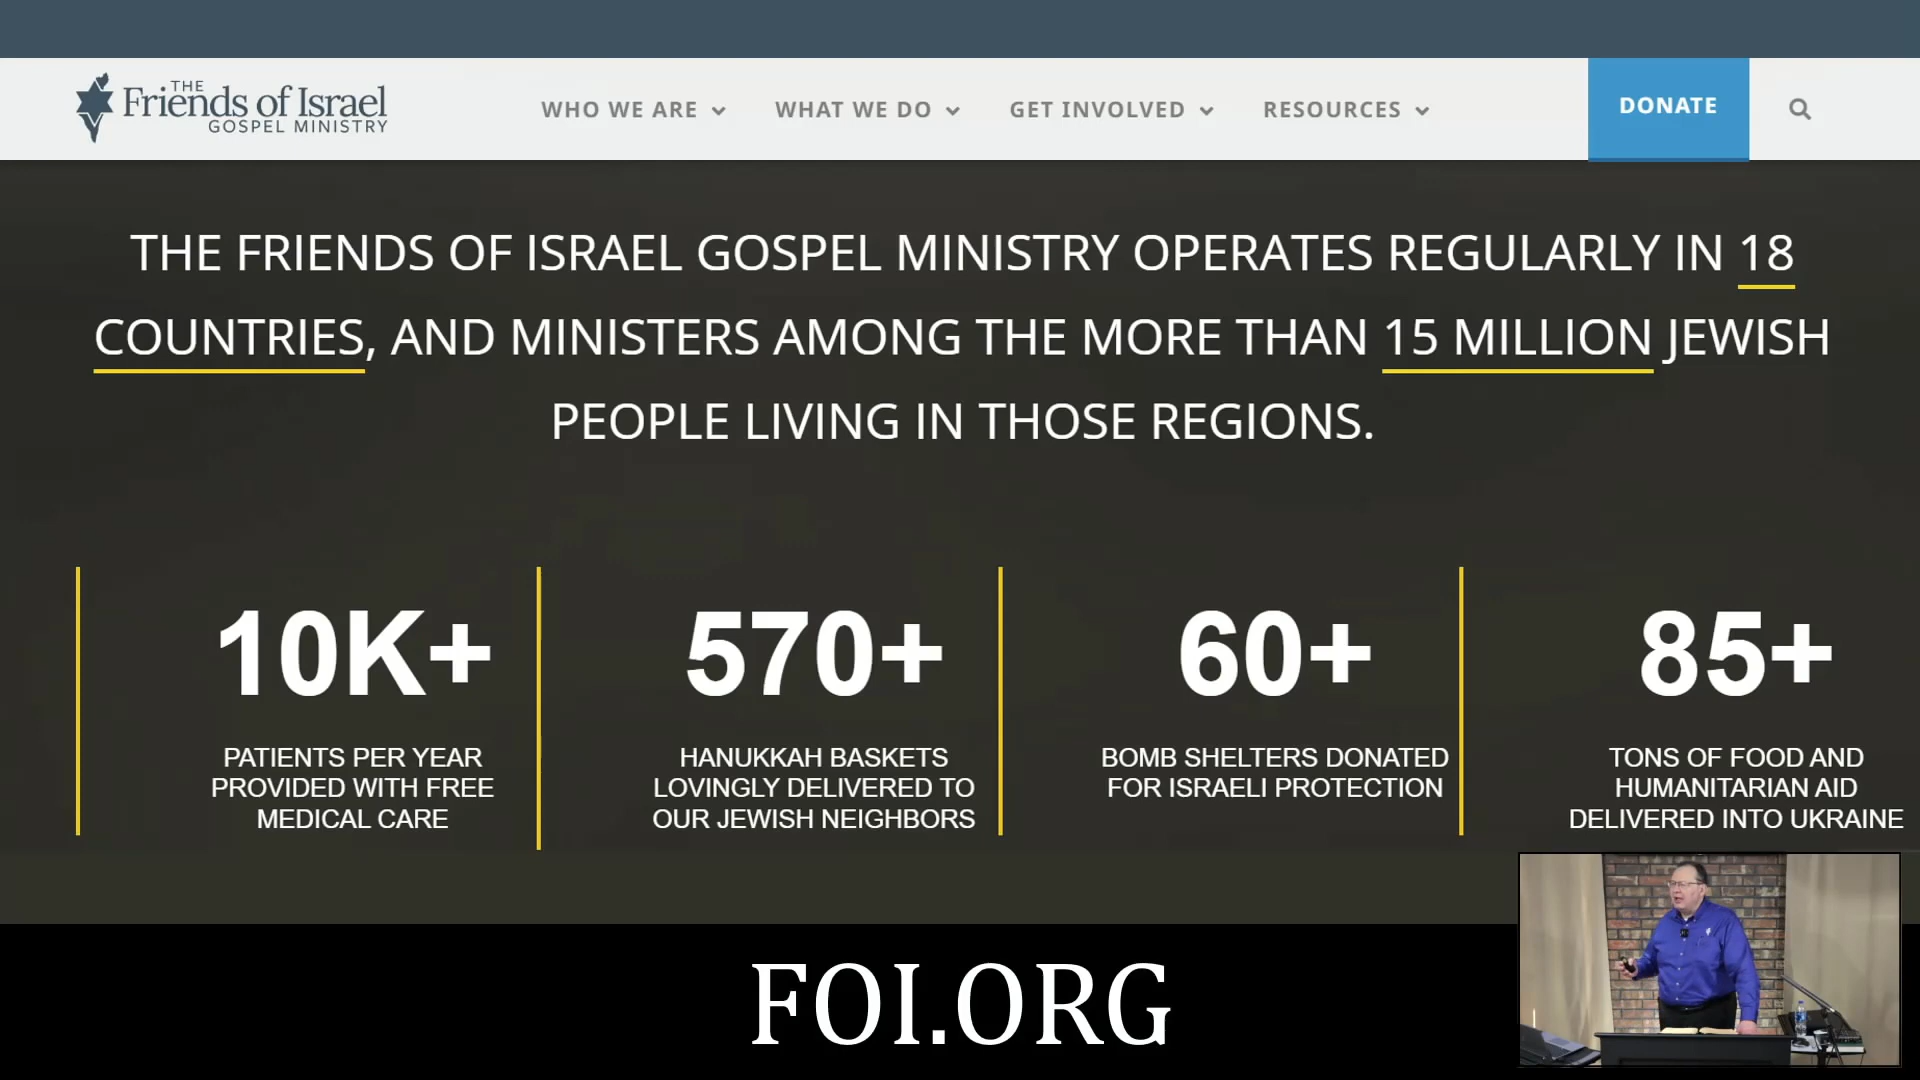 THE
Friends of Israel
GOSPEL MINISTRY
WHO WE ARE
WHAT WE DO
GET INVOLVED
RESOURCES
DONATE
THE FRIENDS OF ISRAEL GOSPEL MINISTRY OPERATES REGULARLY IN 18
COUNTRIES, AND MINISTERS AMONG THE MORE THAN 15 MILLION JEWISH
PEOPLE LIVING IN THOSE REGIONS.
10K+
PATIENTS PER YEAR
PROVIDED WITH FREE
MEDICAL CARE
570+
HANUKKAH BASKETS
LOVINGLY DELIVERED TO
OUR JEWISH NEIGHBORS
60+
BOMB SHELTERS DONATED
FOR ISRAELI PROTECTION
85+
TONS OF FOOD AND
HUMANITARIAN AID
DELIVERED INTO UKRAINE
FOI.ORG